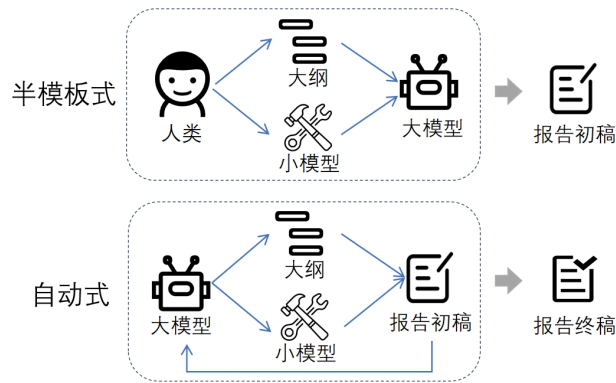 大纲
半模板式
人类
大模型
报告初稿
小模型
大纲
自动式
大模型
报告初稿
报告终稿
小模型